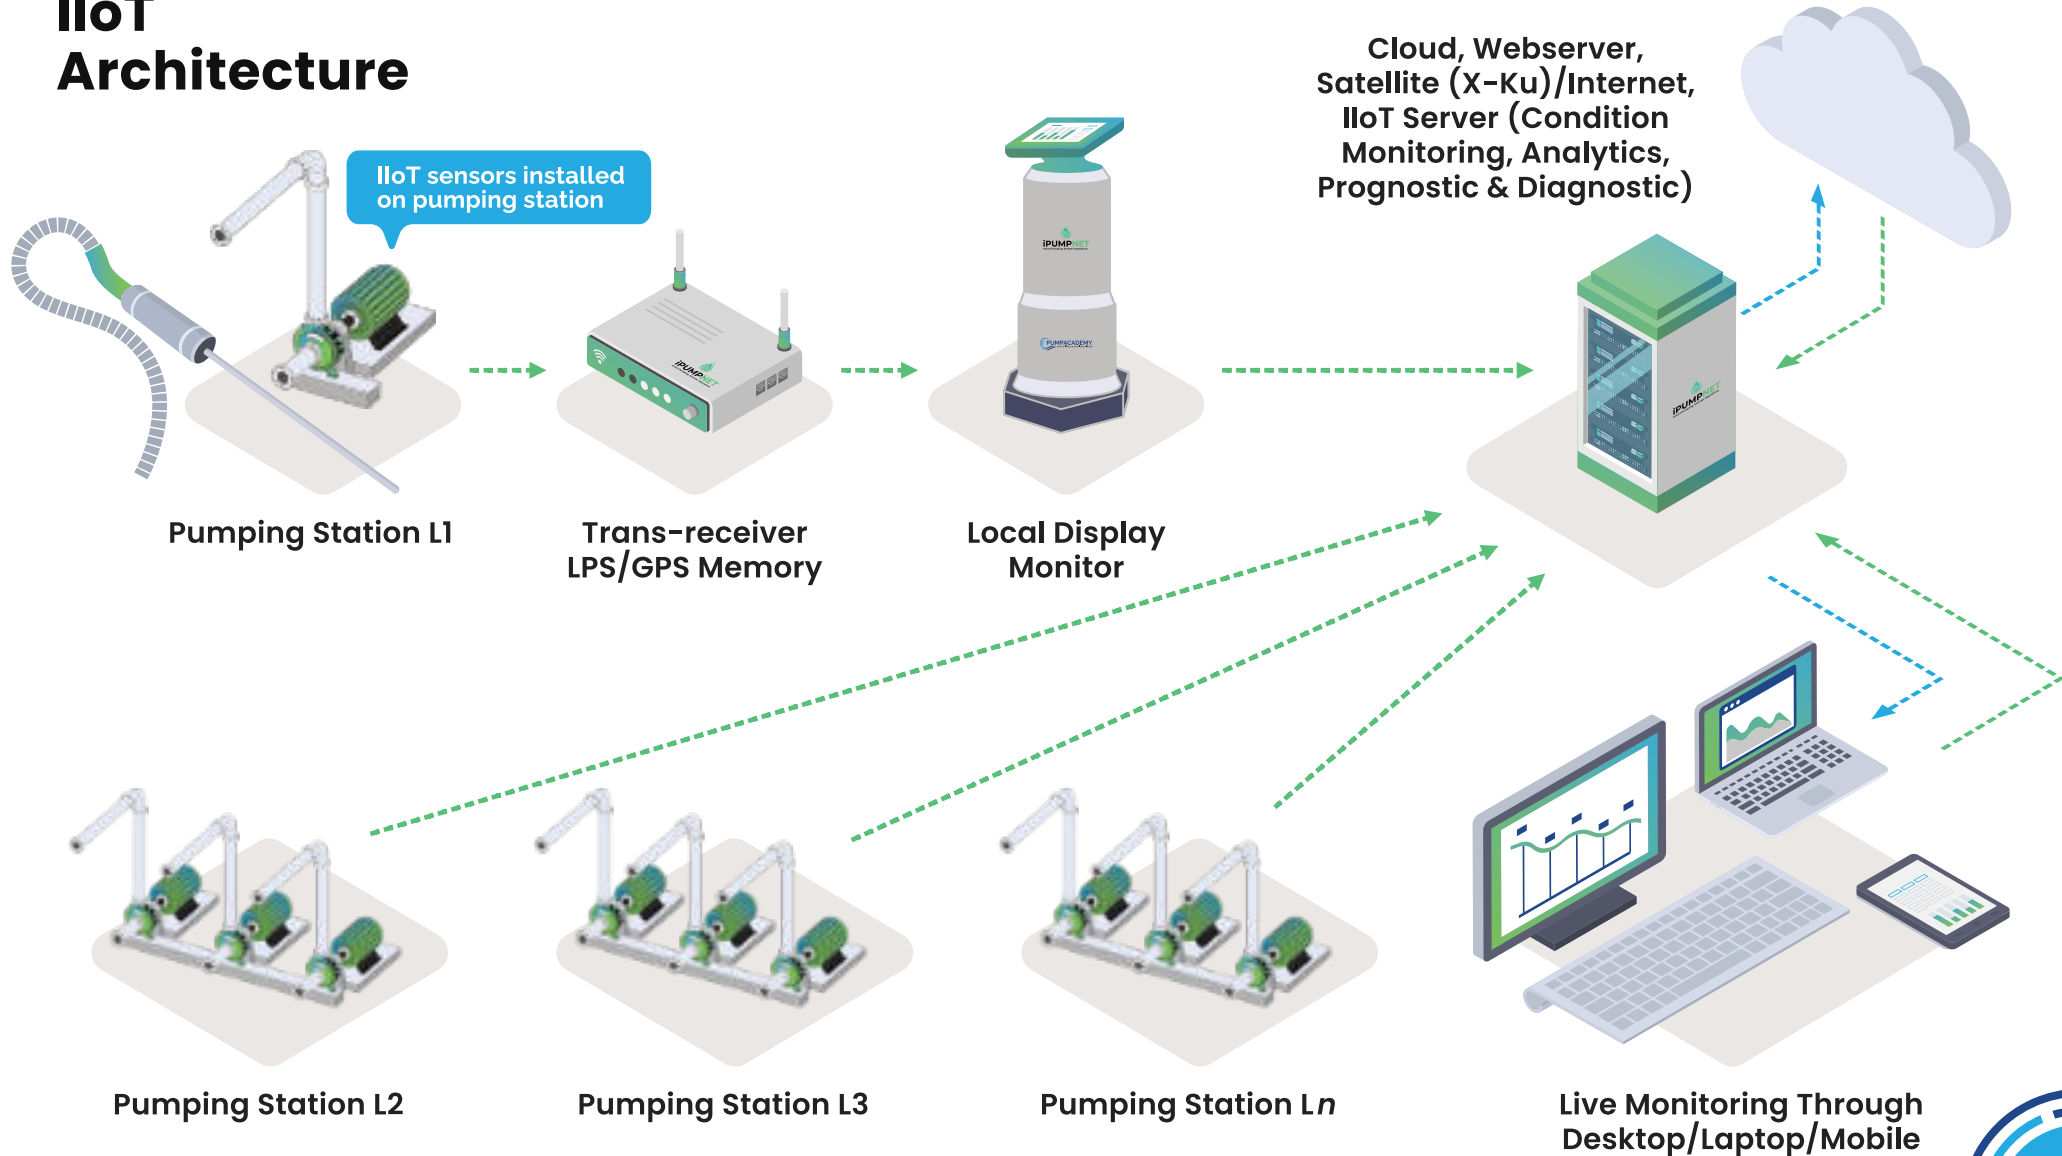 IIoT
Architecture
Cloud, Webserver,
Satellite (X-Ku)/Internet,
IIoT Server (Condition
Monitoring, Analytics,
Prognostic & Diagnostic)
IIoT sensors installed
on pumping station
iPUMPNET
PUMPACADEMY
iPUMPNET
iPUMPNET
Pumping Station L1
Trans-receiver
LPS/GPS Memory
Local Display
Monitor
Pumping Station L2
Pumping Station L3
Pumping Station Ln
Live Monitoring Through
Desktop/Laptop/Mobile